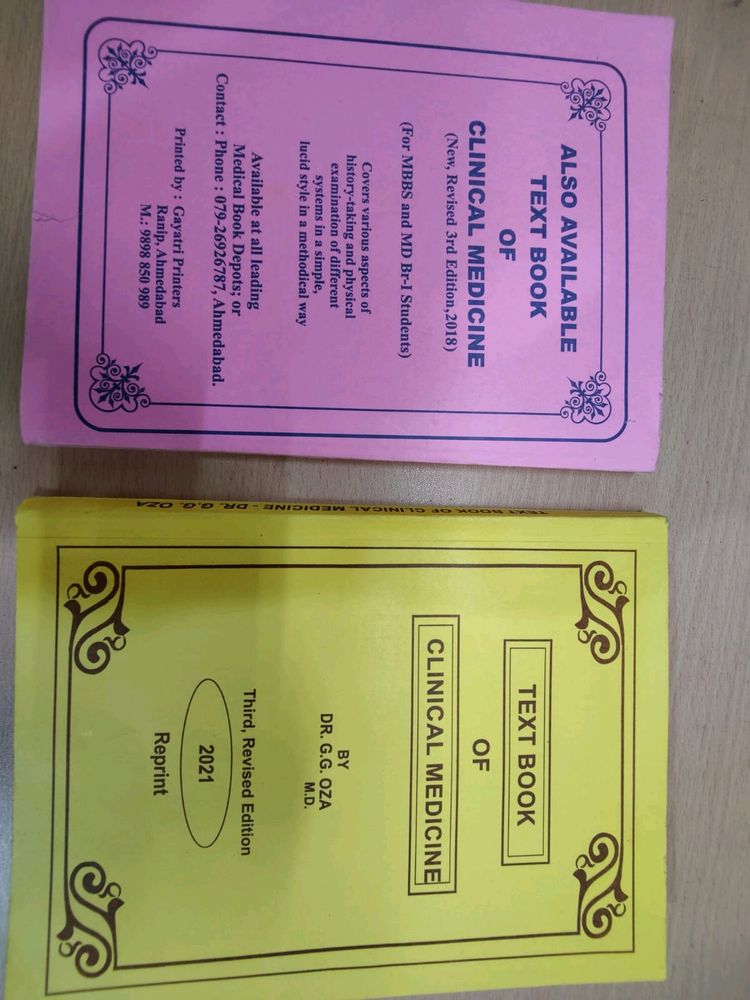 ALSO AVAILABLE
TEXT BOOK
OF
CLINICAL MEDICINE
(New, Revised 3rd Edition,2018)
(For MBBS and MD Br-I Students)
Covers various aspects of
history-taking and physical
examination of different
systems in a simple,
lucid style in a methodical way
Available at all leading
Medical Book Depots; or
Contact : Phone : 079-26926787, Ahmedabad.
Printed by : Gayatri Printers
Ranip, Ahmedabad
M.: 9898 850 989
TEXT BOOK OF CLINICAL MEDICINE - DR. G.G. OZA
TEXT BOOK
OF
CLINICAL MEDICINE
BY
DR. G.G. OZA
M.D.
Third, Revised Edition
2021
Reprint